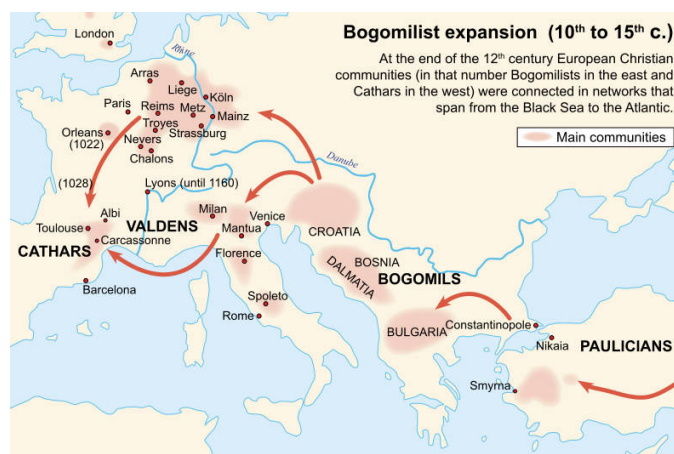 Bogomilist expansion (10th to 15th c.)
At the end of the 12th century European Christian
communities (in that number Bogomilists in the east and
Cathars in the west) were connected in networks that
span from the Black Sea to the Atlantic.
Main communities
London
Rhine
Arras
Liege
Köln
Paris
Reims
Metz
Mainz
Orleans
(1022)
Troyes
Strassburg
Nevers
Chalons
Danube
(1028)
Lyons (until 1160)
Albi
Toulouse
VALDENS
Milan
Venice
Mantua
CROATIA
CATHARS
Carcassonne
Florence
BOSNIA
DALMATIA
BOGOMILS
Barcelona
Spoleto
Rome
BULGARIA
Constantinopole
Nikaia
PAULICIANS
Smyrna